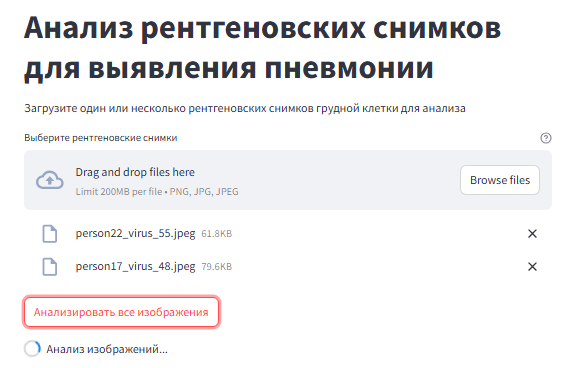 Анализ рентгеновских снимков
для выявления пневмонии
Загрузите один или несколько рентгеновских снимков грудной клетки для анализа
Выберите рентгеновские снимки
Drag and drop files here
Limit 200MB per file • PNG, JPG, JPEG
Browse files
person22_virus_55.jpeg 61.8KB
person17_virus_48.jpeg 79.6KB
Анализировать все изображения
Анализ изображений...